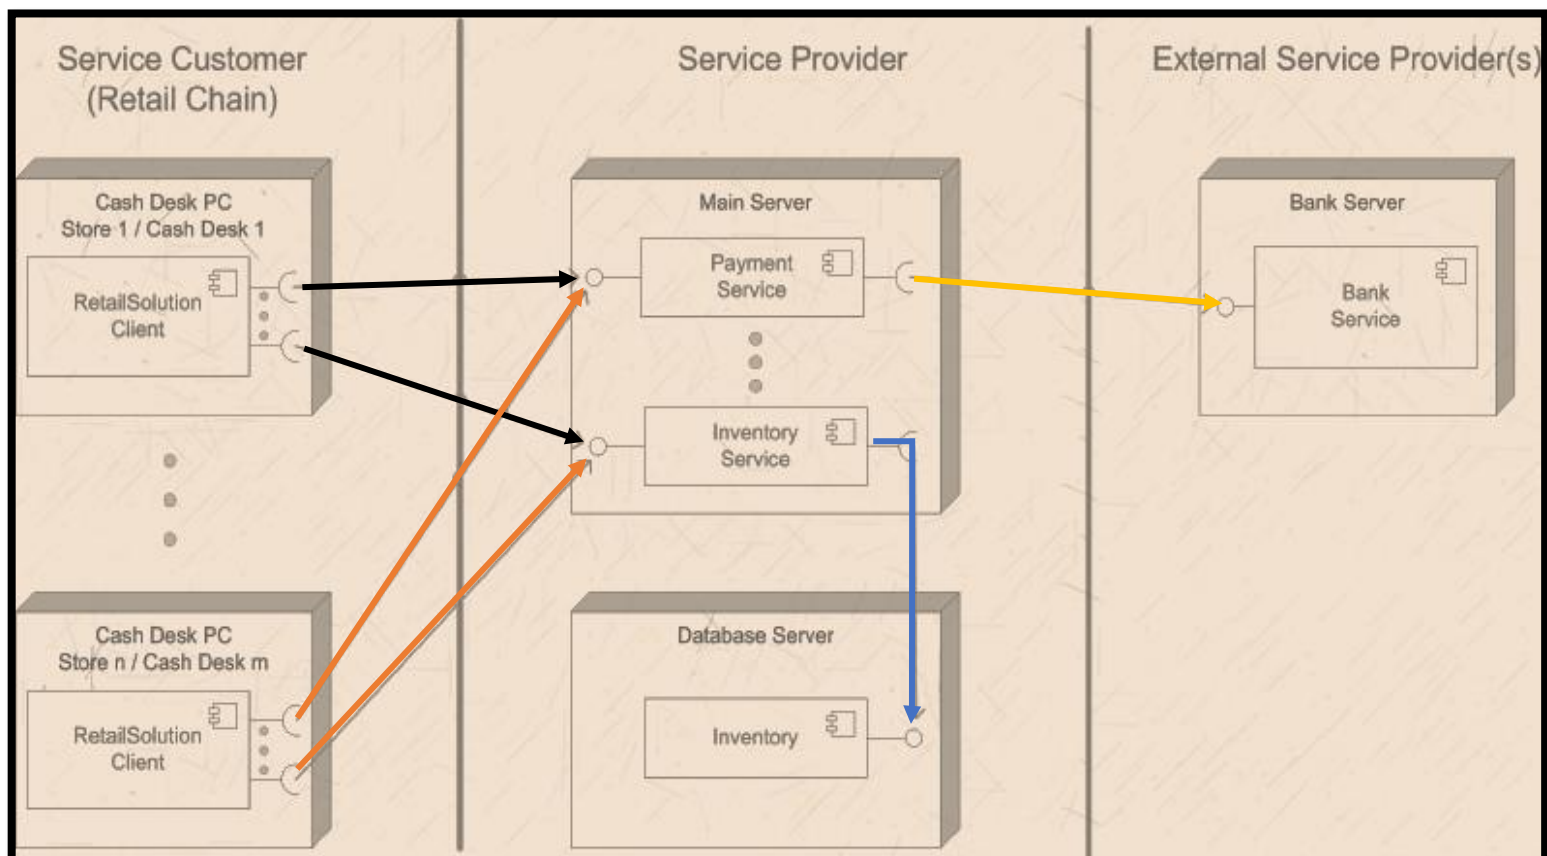 Service Customer
(Retail Chain)
Service Provider
External Service Provider(s)
Cash Desk PC
Store 1 / Cash Desk 1
RetailSolution
Client
Main Server
Payment
Service
Inventory
Service
Bank Server
Bank
Service
Cash Desk PC
Store n / Cash Desk m
RetailSolution
Client
Database Server
Inventory